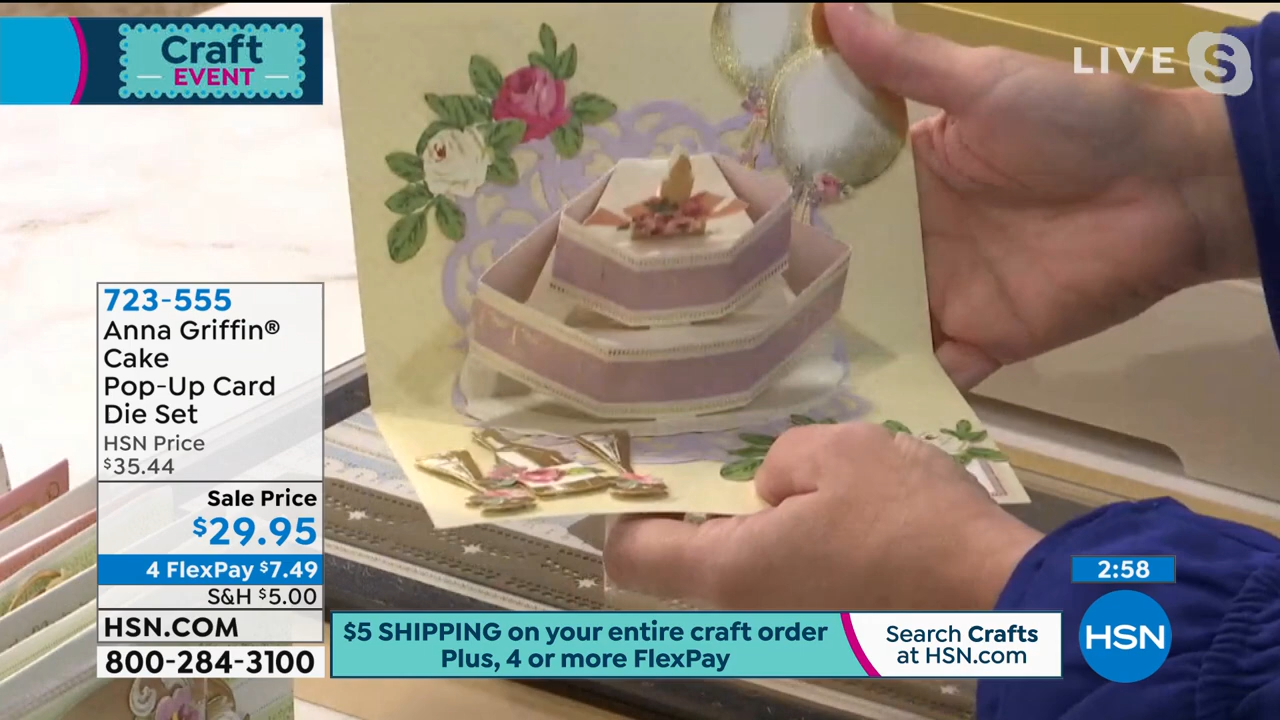 Craft
EVENT
LIVE S
723-555
Anna Griffin®
Cake
Pop-Up Card
Die Set
HSN Price
$35.44
Sale Price
$29.95
4 FlexPay $7.49
S&H $5.00
HSN.COM
800-284-3100
$5 SHIPPING on your entire craft order
Plus, 4 or more FlexPay
Search Crafts
at HSN.com
2:58
HSN